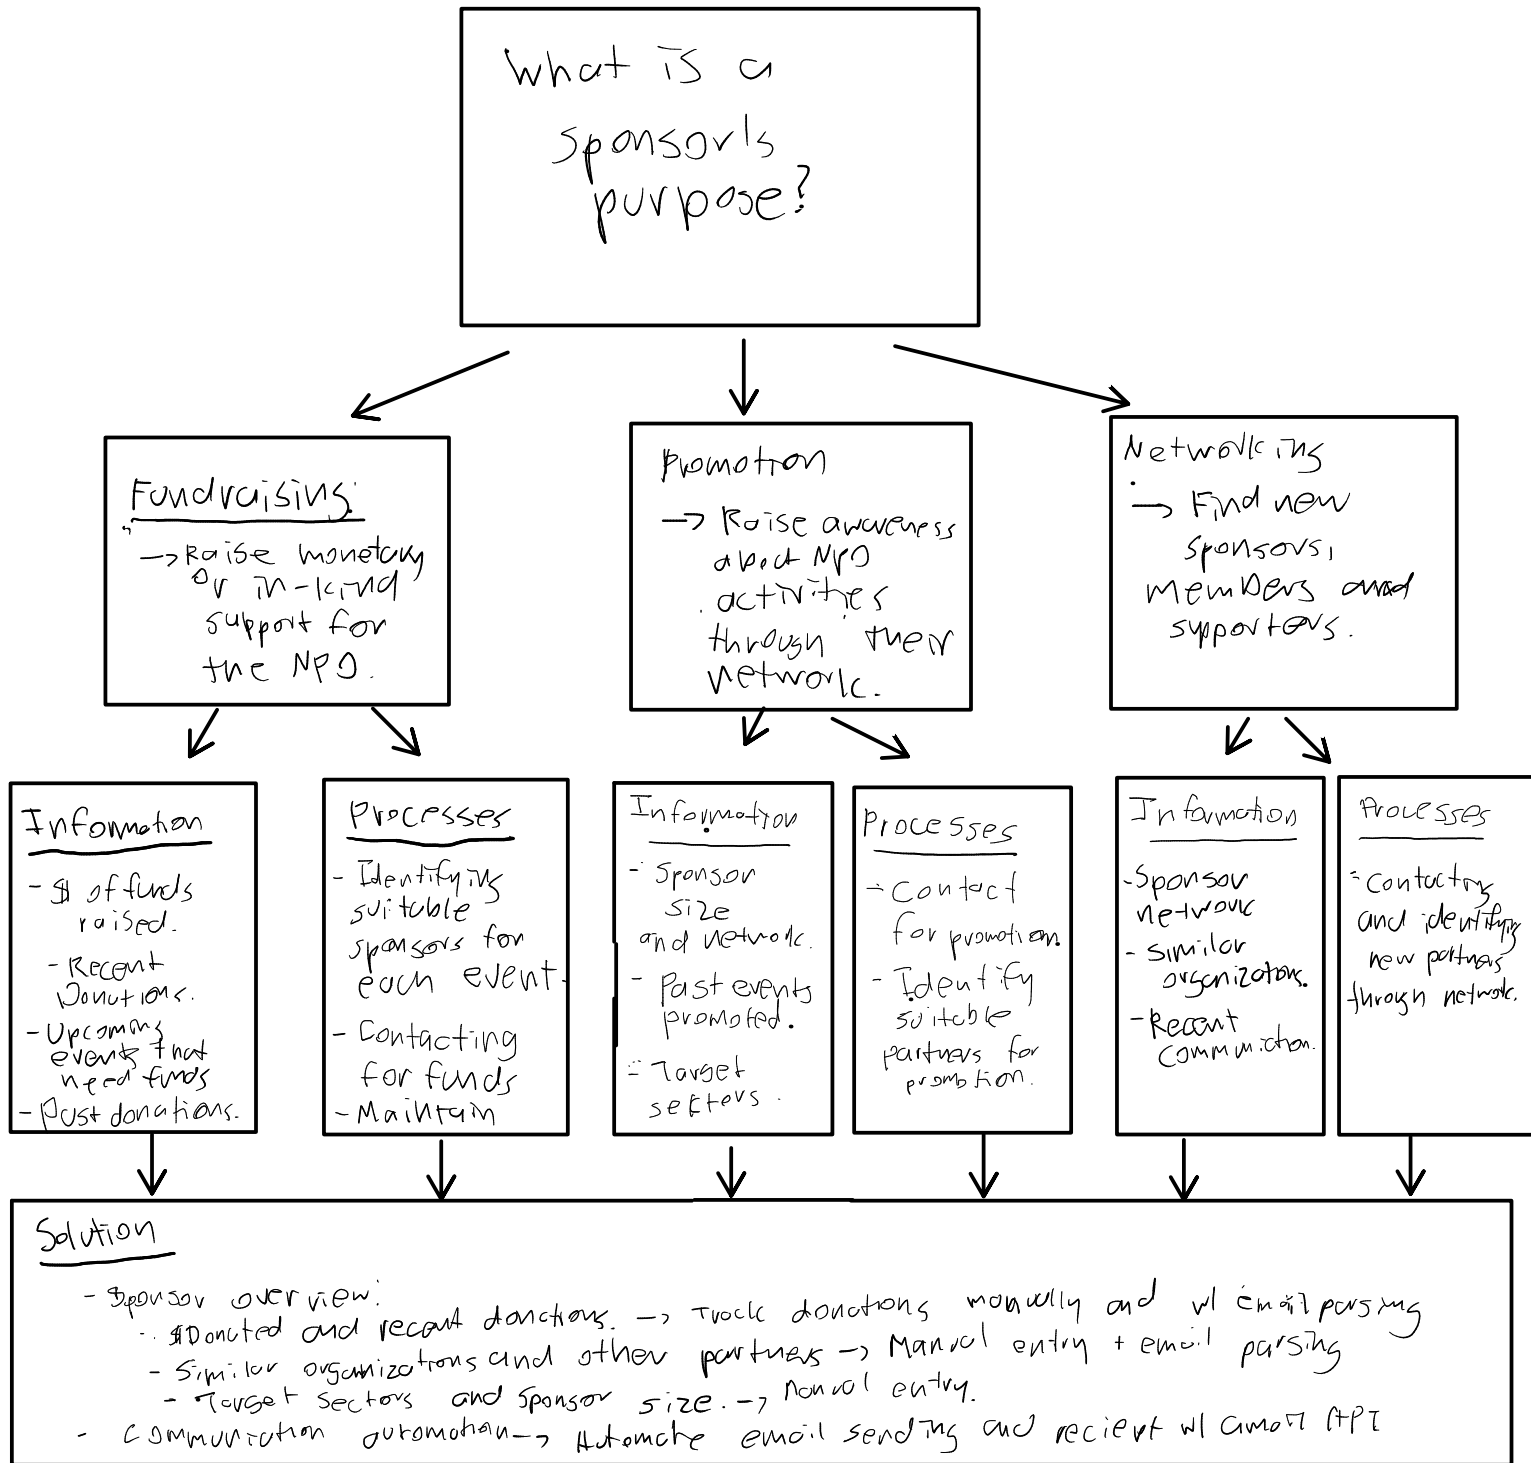 What is a
sponsor's
purpose?
Fundraising:
→ Raise monetary
or in-kind
support for
the NPO.
Promotion
→ Raise awareness
about NPO
activities
through their
network.
Networking
→ Find new
sponsors,
members and
supporters.
Information
- $ of funds
raised.
- Recent
Donations.
- Upcoming
events that
need funds
- Past donations.
Processes
- Identifying
suitable
sponsors for
each event.
- Contacting
for funds
- Maintain
Information
- Sponsor
size
and network.
- Past events
promoted.
- Target
sectors.
Processes
- Contact
for promotion.
- Identify
suitable
partners for
promotion.
Information
- Sponsor
network
- similar
organizations.
- Recent
communiction.
Processes
- Contacting
and identifying
new partners
through network.
Solution
- Sponsor overview:
- $Donated and recent donations. → Track donations manually and w/ email parsing
- Similar organizations and other partners → Manual entry + email parsing
- Target Sectors and Sponsor size. → Manual entry.
- Communication automation → Automate email sending and reciept w/ Gmail API